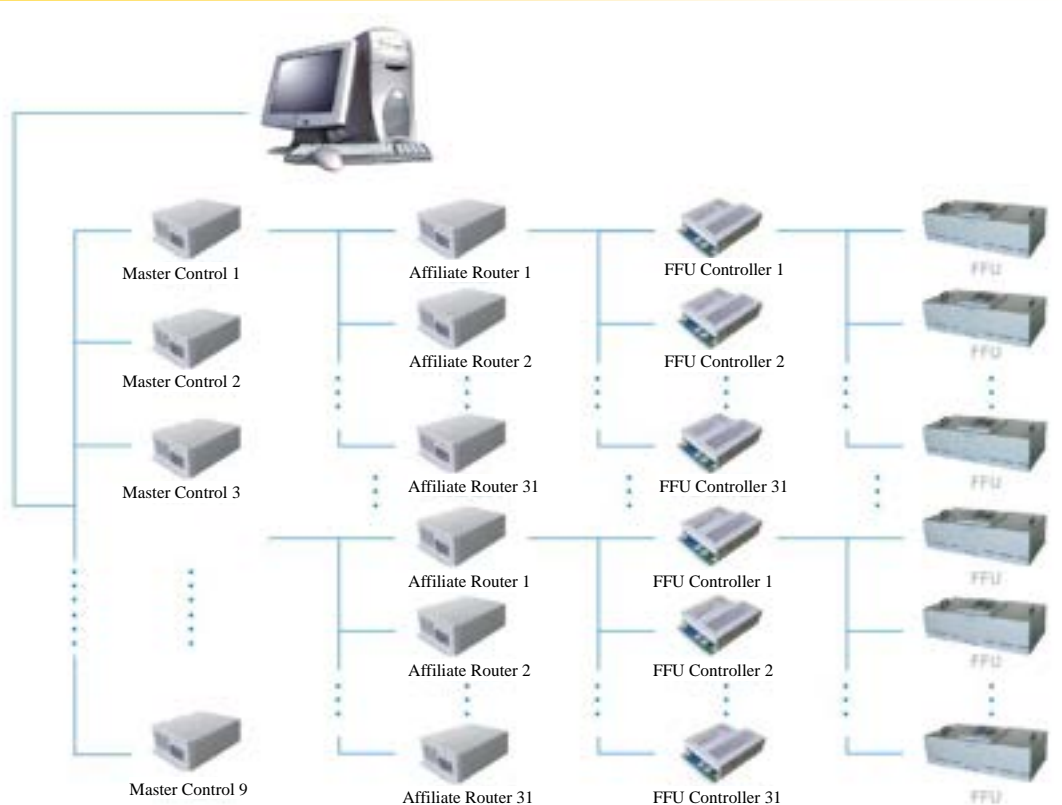 Master Control 1
Affiliate Router 1
FFU Controller 1
FFU
Master Control 2
Affiliate Router 2
FFU Controller 2
FFU
Master Control 3
Affiliate Router 31
FFU Controller 31
FFU
Affiliate Router 1
FFU Controller 1
FFU
Affiliate Router 2
FFU Controller 2
FFU
Master Control 9
Affiliate Router 31
FFU Controller 31
FFU